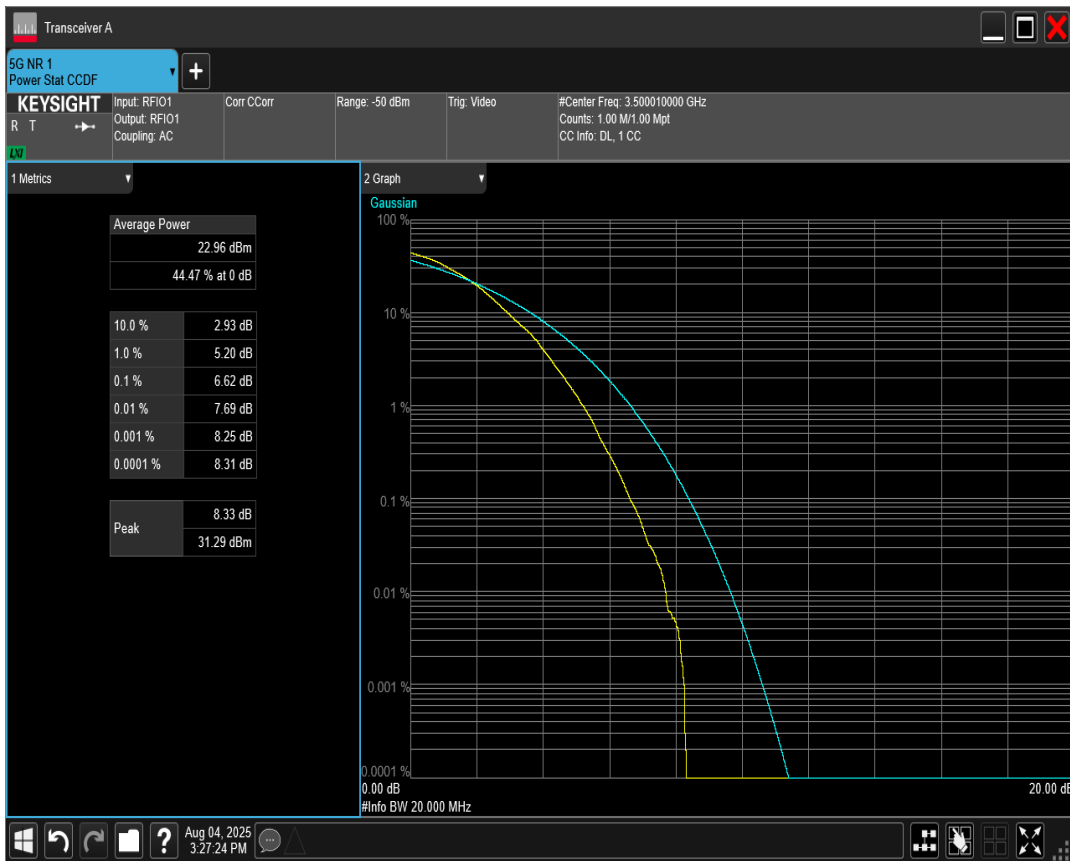 Transceiver A
5G NR 1
Power Stat CCDF
+
KEYSIGHT
R T
LXI
Input: RFIO1
Output: RFIO1
Coupling: AC
Corr CCorr
Range: -50 dBm
Trig: Video
#Center Freq: 3.500010000 GHz
Counts: 1.00 M/1.00 Mpt
CC Info: DL, 1 CC
1 Metrics
Average Power
22.96 dBm
44.47 % at 0 dB
10.0 % 2.93 dB
1.0 % 5.20 dB
0.1 % 6.62 dB
0.01 % 7.69 dB
0.001 % 8.25 dB
0.0001 % 8.31 dB
Peak
8.33 dB
31.29 dBm
2 Graph
Gaussian
100 %
10 %
1 %
0.1 %
0.01 %
0.001 %
0.0001 %
0.00 dB
20.00 dB
#Info BW 20.000 MHz
?
Aug 04, 2025
3:27:24 PM